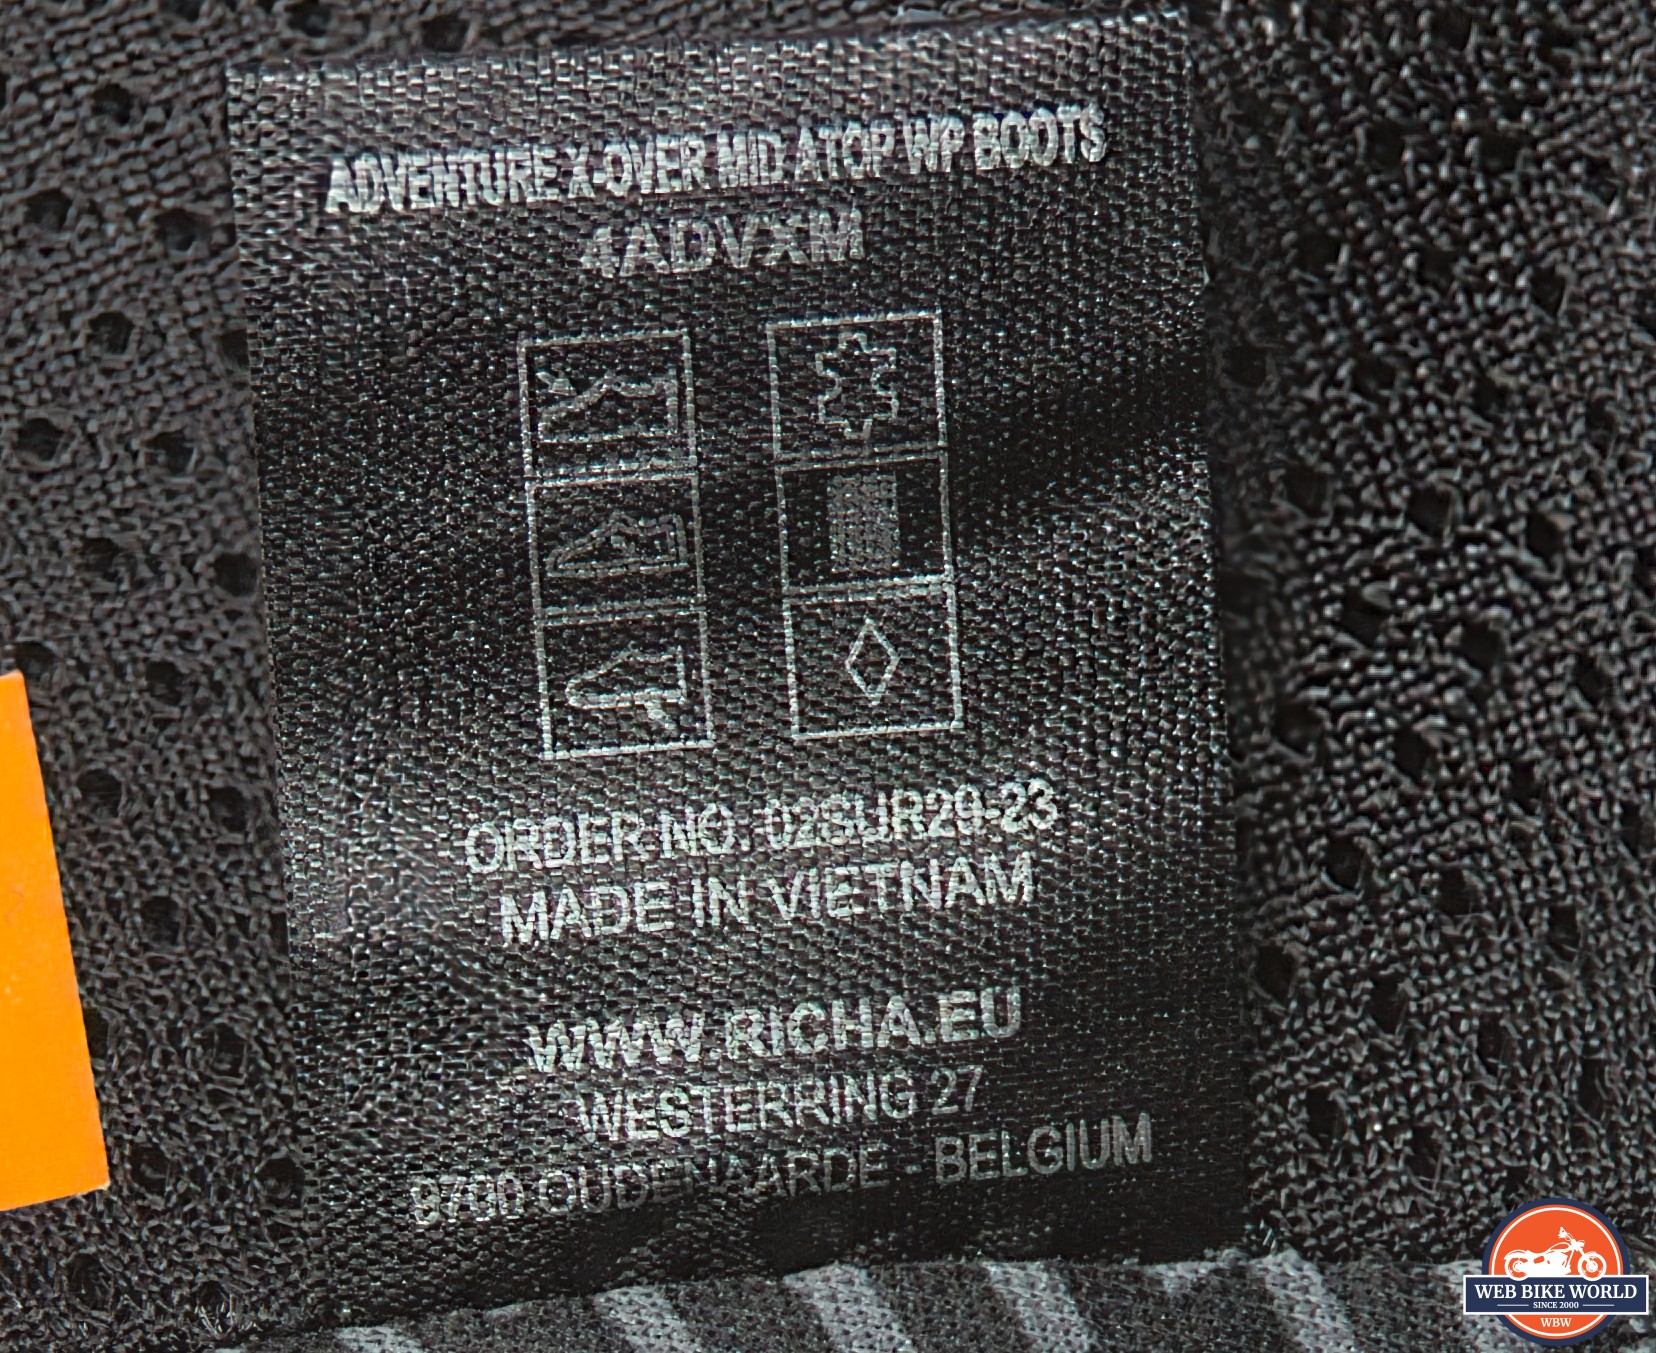 ADVENTURE X-OVER MID ATOP WP BOOTS
4ADVXM
ORDER NO. 02SUR29-23
MADE IN VIETNAM
WWW.RICHA.EU
WESTERRING 27
9700 OUDENAARDE - BELGIUM
WEB BIKE WORLD
SINCE 2000
WBW